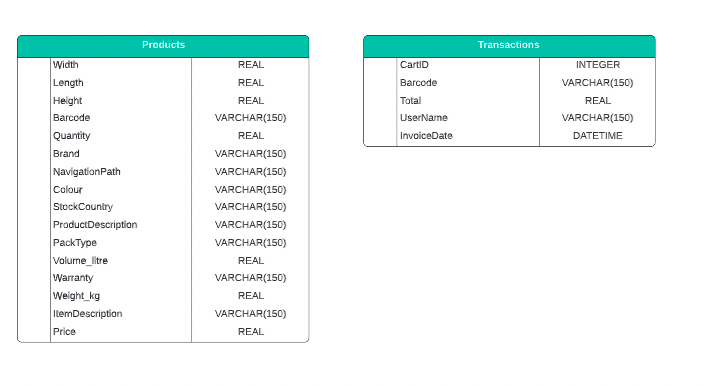 Products
Width REAL
Length REAL
Height REAL
Barcode VARCHAR(150)
Quantity REAL
Brand VARCHAR(150)
NavigationPath VARCHAR(150)
Colour VARCHAR(150)
StockCountry VARCHAR(150)
ProductDescription VARCHAR(150)
PackType VARCHAR(150)
Volume_litre REAL
Warranty VARCHAR(150)
Weight_kg REAL
ItemDescription VARCHAR(150)
Price REAL
Transactions
CartID INTEGER
Barcode VARCHAR(150)
Total REAL
UserName VARCHAR(150)
InvoiceDate DATETIME